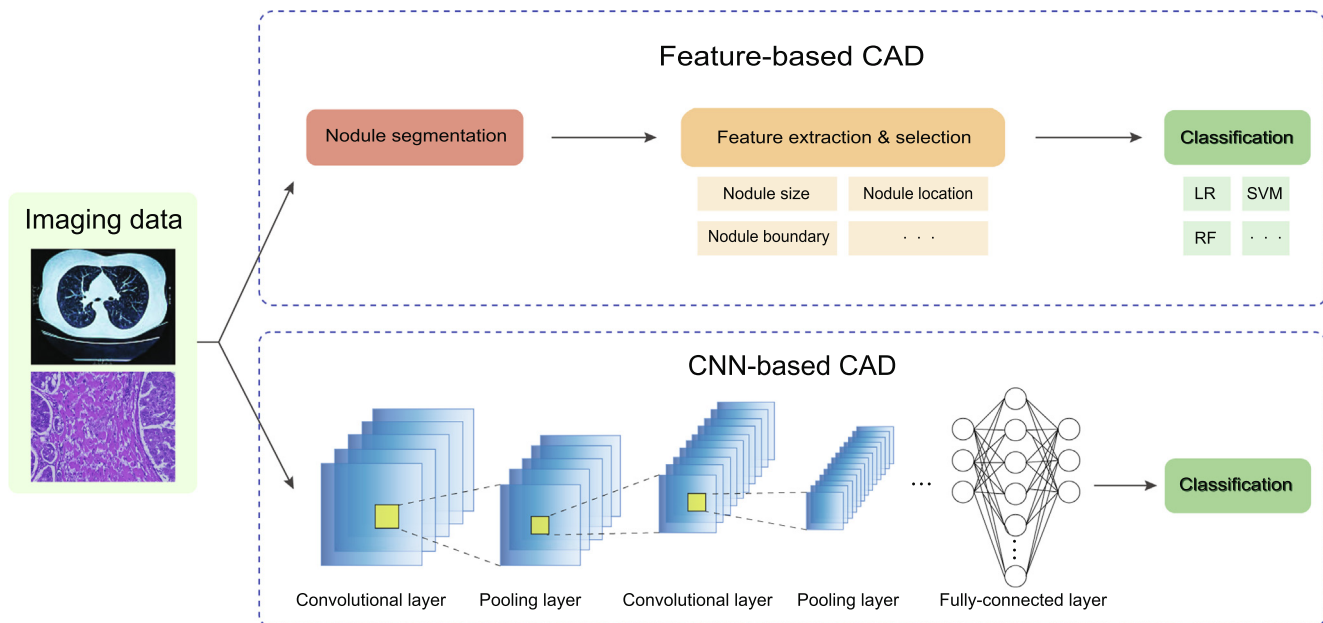 Feature-based CAD
Nodule segmentation
Feature extraction & selection
Classification
Nodule size
Nodule location
LR
SVM
Nodule boundary
. . .
RF
. . .
Imaging data
CNN-based CAD
...
Classification
Convolutional layer
Pooling layer
Convolutional layer
Pooling layer
Fully-connected layer